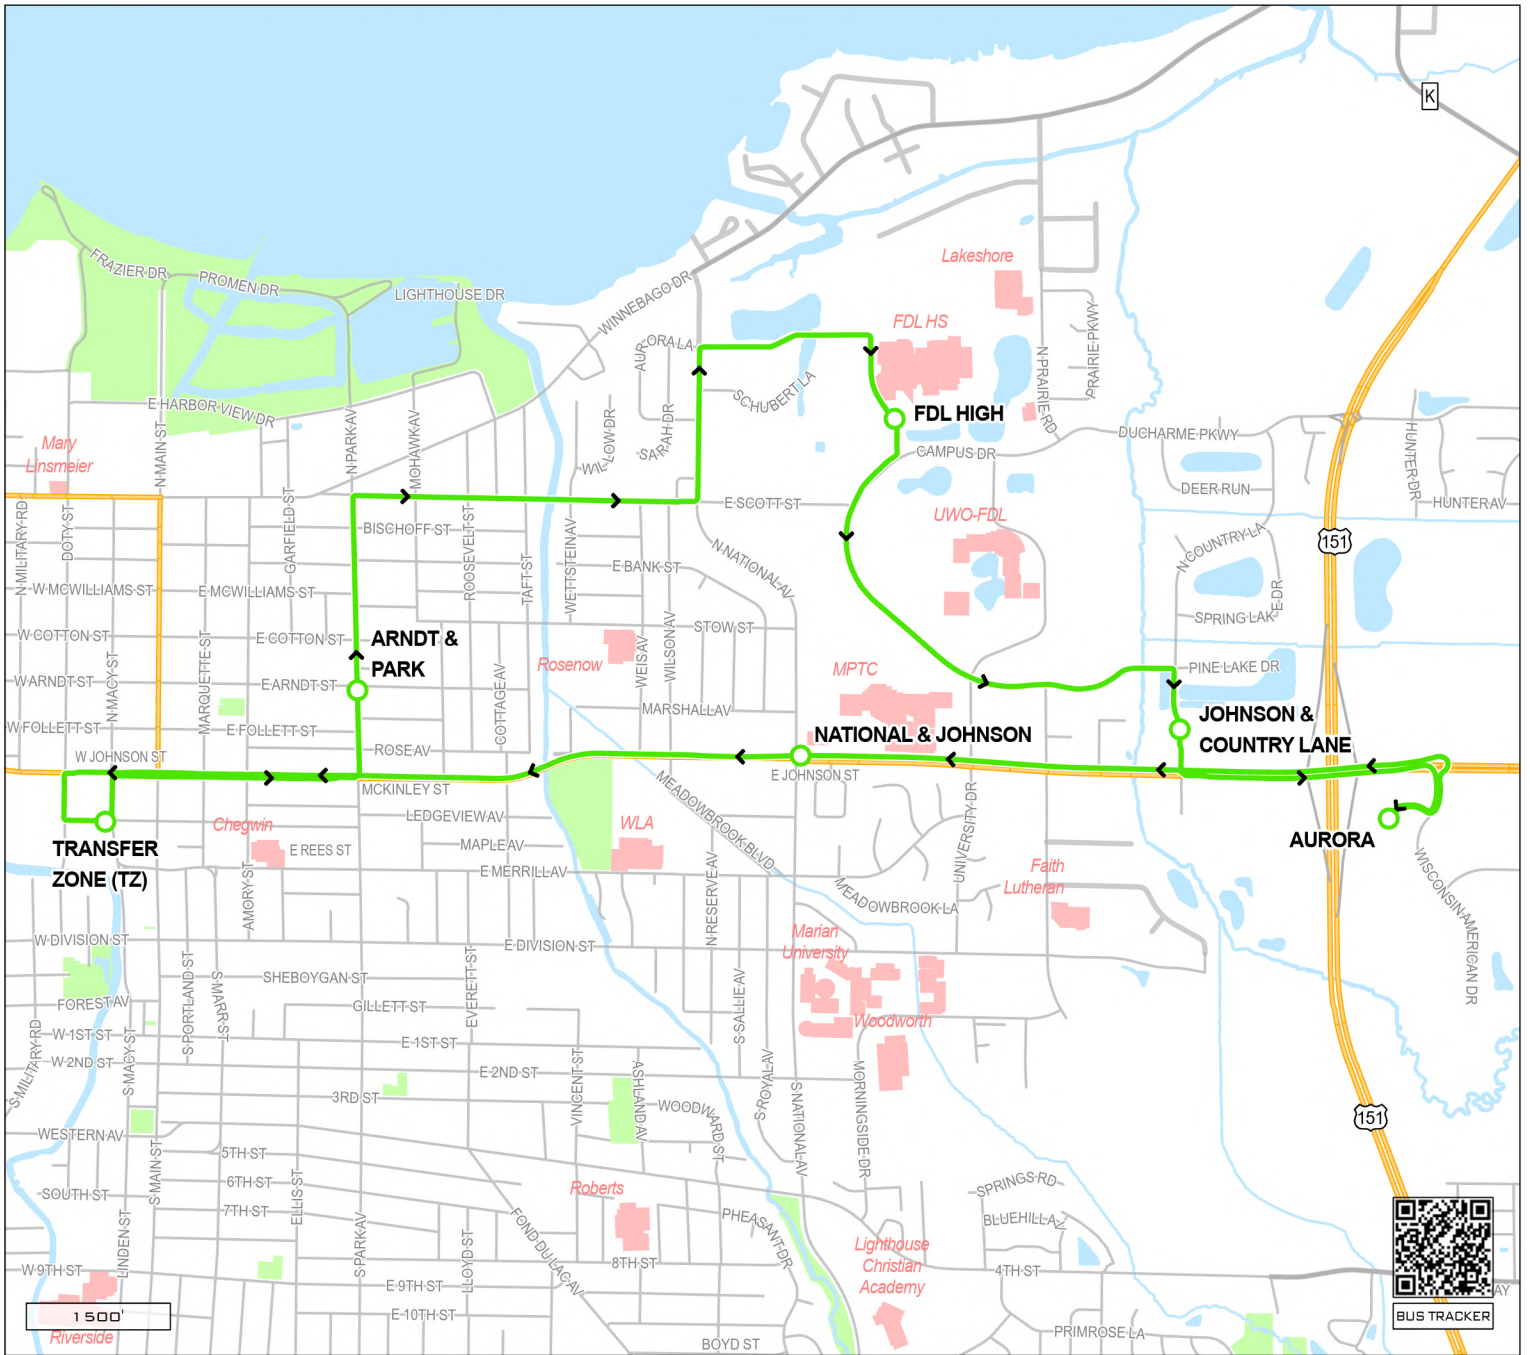 K
FRAZIER DR
PROMEN DR
LIGHTHOUSE DR
WINNEBAGO DR
Lakeshore
FDL HS
AURORA LA
SCHUBERT LA
N PRAIRIE RD
PRAIRIE PKWY
E HARBOR VIEW DR
N MAIN ST
N PARK AV
MOHAWK AV
WILLOW DR
SARAH DR
FDL HIGH
CAMPUS DR
DUCHARME PKWY
HUNTER DR
Mary
Linsmeier
DEER RUN
HUNTER AV
N MILITARY RD
DOTY ST
GARFIELD ST
BISCHOFF ST
ROOSEVELT ST
TAFT ST
WETTSTEIN AV
E SCOTT ST
UWO-FDL
151
N COUNTRY LA
E BANK ST
N NATIONAL AV
W MCWILLIAMS ST
E MCWILLIAMS ST
SPRING LAKE DR
W COTTON ST
E COTTON ST
ARNDT &
PARK
STOW ST
Rosenow
WEIS AV
WILSON AV
MPTC
PINE LAKE DR
W ARNDT ST
N MACY ST
MARQUETTE ST
E ARNDT ST
COTTAGE AV
MARSHALL AV
JOHNSON &
COUNTRY LANE
W FOLLETT ST
E FOLLETT ST
NATIONAL & JOHNSON
W JOHNSON ST
ROSE AV
E JOHNSON ST
MCKINLEY ST
MEADOWBROOK BLVD
UNIVERSITY DR
LEDGEVIEW AV
Chegwin
WLA
AURORA
TRANSFER
ZONE (TZ)
E REES ST
MAPLE AV
E MERRILL AV
AMORY ST
N RESERVE AV
MEADOWBROOK LA
Faith
Lutheran
WISCONSIN AMERICAN DR
W DIVISION ST
E DIVISION ST
Marian
University
S PORTLAND ST
S MARR ST
SHEBOYGAN ST
EVERETT ST
S SALLIE AV
FOREST AV
GILLETT ST
Woodworth
S MILITARY RD
W 1ST ST
S MACY ST
E 1ST ST
W 2ND ST
E 2ND ST
VINCENT ST
ASHLAND AV
S ROYAL AV
S NATIONAL AV
MORNINGSIDE DR
3RD ST
WOODWARD ST
151
WESTERN AV
S MAIN ST
5TH ST
6TH ST
ELLIS ST
Roberts
SPRINGS RD
SOUTH ST
7TH ST
LINDEN ST
S PARK AV
LLOYD ST
FOND DU LAC AV
PHEASANT DR
BLUEHILL AV
Lighthouse
Christian
Academy
W 9TH ST
8TH ST
4TH ST
E 9TH ST
AY
1500'
E 10TH ST
BUS TRACKER
Riverside
BOYD ST
PRIMROSE LA